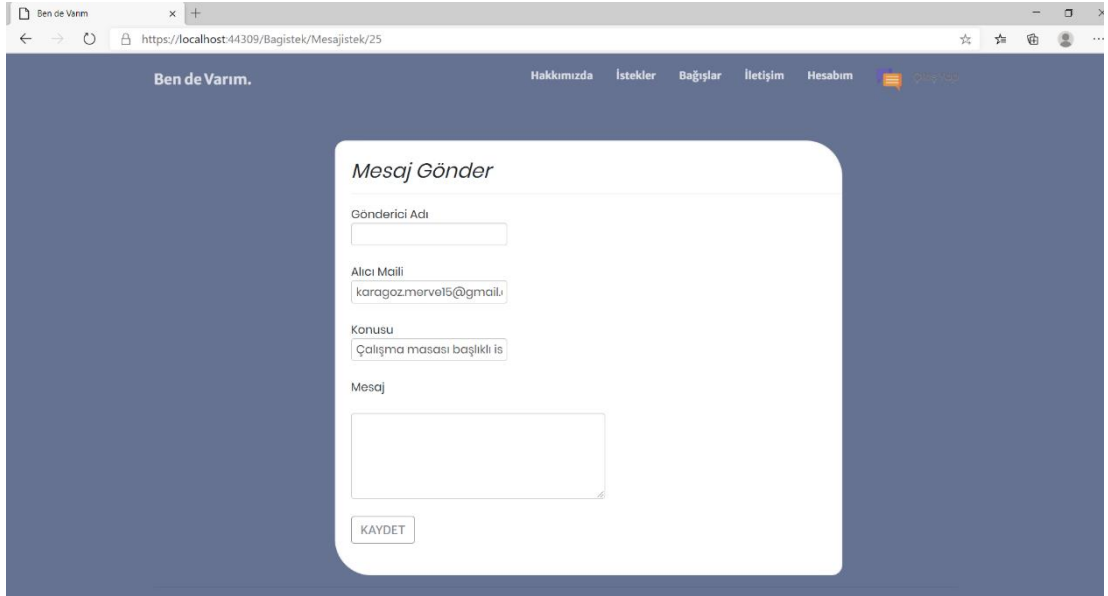 Ben de Varım
https://localhost:44309/Bagistek/Mesajistek/25
Ben de Varım.
Hakkımızda İstekler Bağışlar İletişim Hesabım
Mesaj Gönder
Gönderici Adı
Alıcı Maili
karagoz.merve15@gmail.
Konusu
Çalışma masası başlıklı is
Mesaj
KAYDET